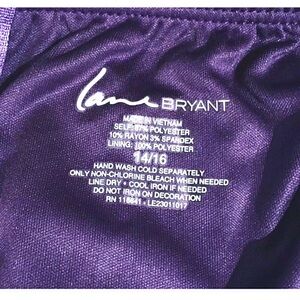 Lane BRYANT
MADE IN VIETNAM
SELF: 87% POLYESTER
10% RAYON 3% SPANDEX
LINING: 100% POLYESTER
14/16
HAND WASH COLD SEPARATELY
ONLY NON-CHLORINE BLEACH WHEN NEEDED
LINE DRY • COOL IRON IF NEEDED
DO NOT IRON ON DECORATION
RN 118641 • LE23011017